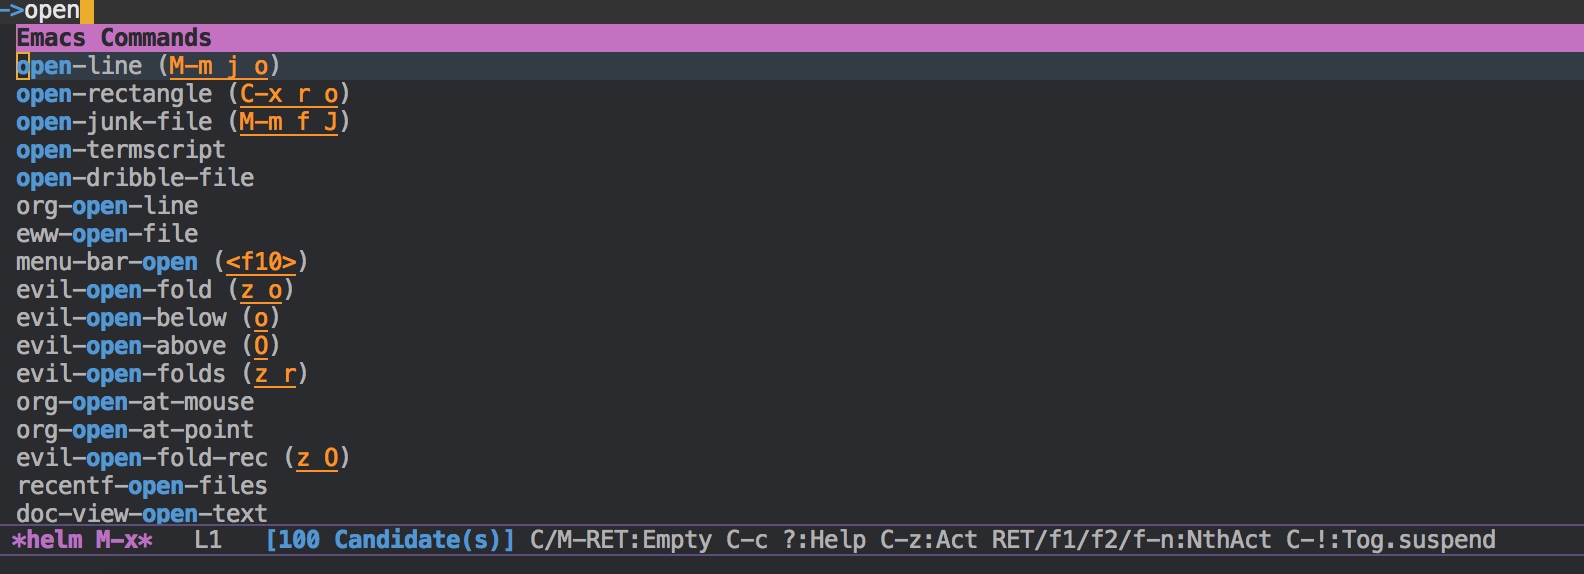 ->open
Emacs Commands
open-line (M-m j o)
open-rectangle (C-x r o)
open-junk-file (M-m f J)
open-termscript
open-dribble-file
org-open-line
eww-open-file
menu-bar-open (<f10>)
evil-open-fold (z o)
evil-open-below (o)
evil-open-above (O)
evil-open-folds (z r)
org-open-at-mouse
org-open-at-point
evil-open-fold-rec (z O)
recentf-open-files
doc-view-open-text
*helm M-x* L1 [100 Candidate(s)] C/M-RET:Empty C-c ?:Help C-z:Act RET/f1/f2/f-n:NthAct C-!:Tog.suspend